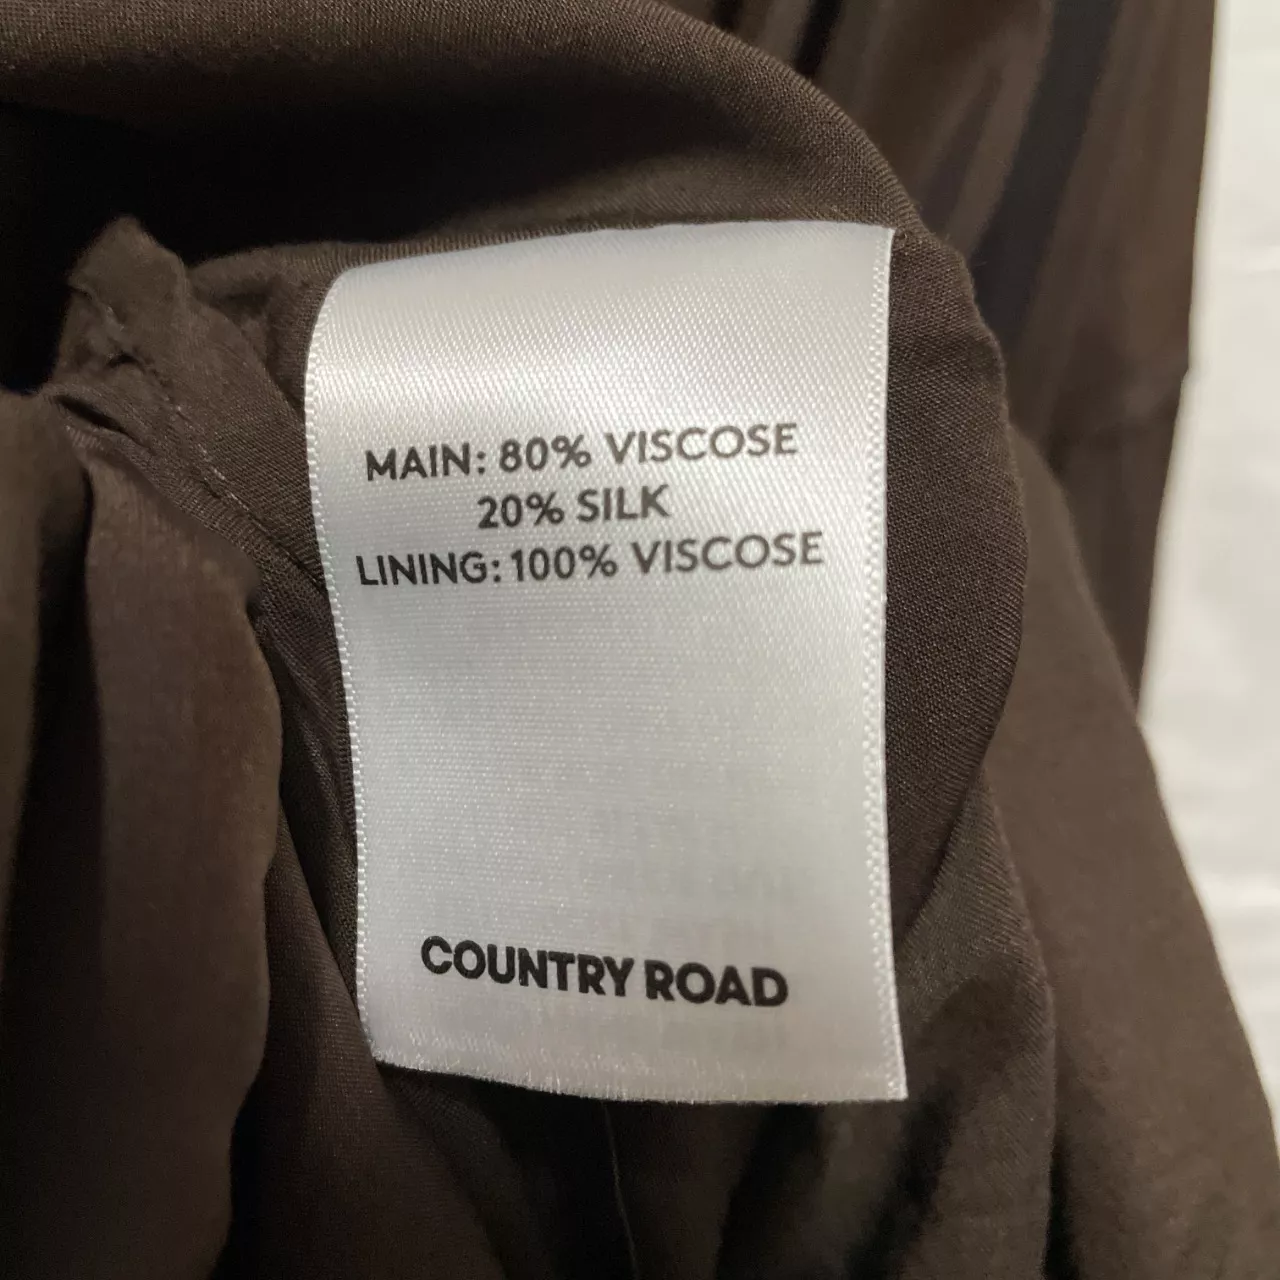 MAIN: 80% VISCOSE
20% SILK
LINING: 100% VISCOSE
COUNTRY ROAD